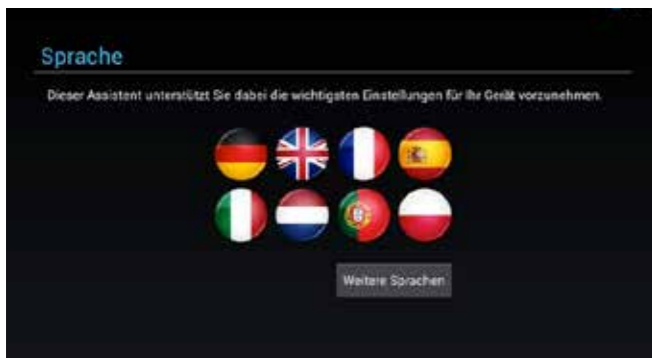 Sprache
Dieser Assistent unterstützt Sie dabei die wichtigsten Einstellungen für Ihr Gerät vorzunehmen.
Weitere Sprachen